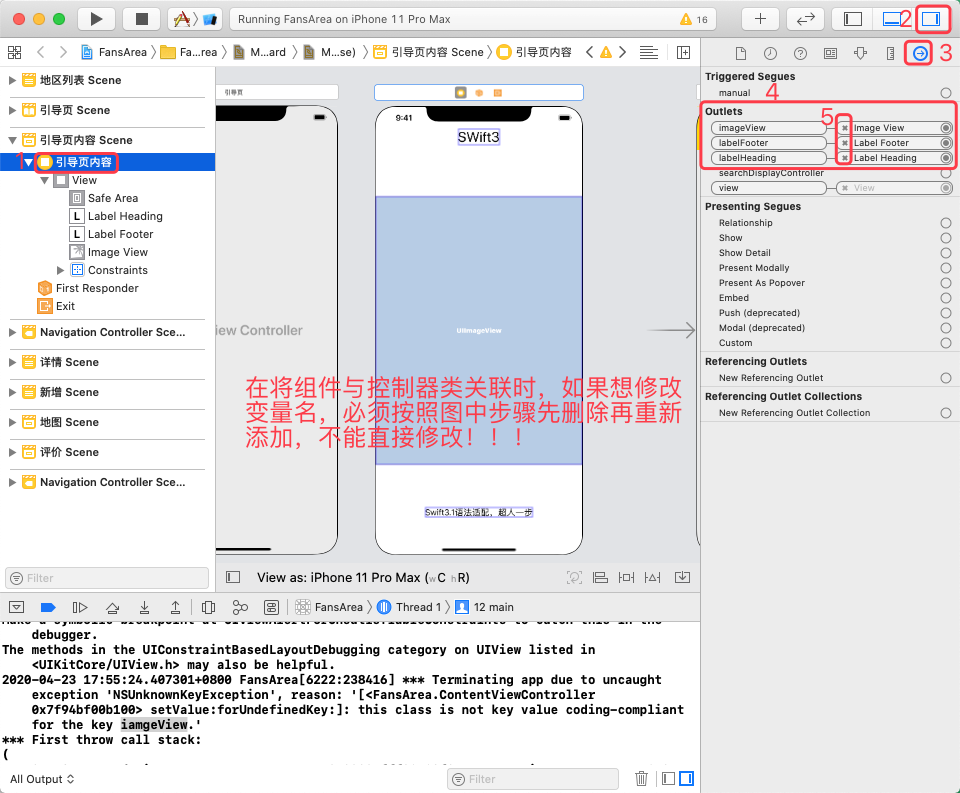 Running FansArea on iPhone 11 Pro Max
16
2
FansArea
F...rea
M...ard
M...se)
引导页内容 Scene
引导页内容
3
地区列表 Scene
引导页 Scene
引导页内容 Scene
1
引导页内容
View
Safe Area
L Label Heading
L Label Footer
Image View
Constraints
First Responder
Exit
Navigation Controller Sce...
详情 Scene
新增 Scene
地图 Scene
评价 Scene
Navigation Controller Sce...
Filter
引导页
iew Controller
9:41
SWift3
UIImageView
Swift3.1语法适配，超人一步
在将组件与控制器类关联时，如果想修改
变量名，必须按照图中步骤先删除再重新
添加，不能直接修改！！！
View as: iPhone 11 Pro Max (wC hR)
Triggered Segues
manual
4
Outlets
5
imageView Image View
labelFooter Label Footer
labelHeading Label Heading
searchDisplayController
view View
Presenting Segues
Relationship
Show
Show Detail
Present Modally
Present As Popover
Embed
Push (deprecated)
Modal (deprecated)
Custom
Referencing Outlets
New Referencing Outlet
Referencing Outlet Collections
New Referencing Outlet Collection
FansArea
Thread 1
12 main
debugger.
The methods in the UIConstraintBasedLayoutDebugging category on UIView listed in
<UIKitCore/UIView.h> may also be helpful.
2020-04-23 17:55:24.407301+0800 FansArea[6222:238416] *** Terminating app due to uncaught
exception 'NSUnknownKeyException', reason: '[<FansArea.ContentViewController
0x7f94bf00b100> setValue:forUndefinedKey:]: this class is not key value coding-compliant
for the key iamgeView.'
*** First throw call stack:
(
All Output
Filter